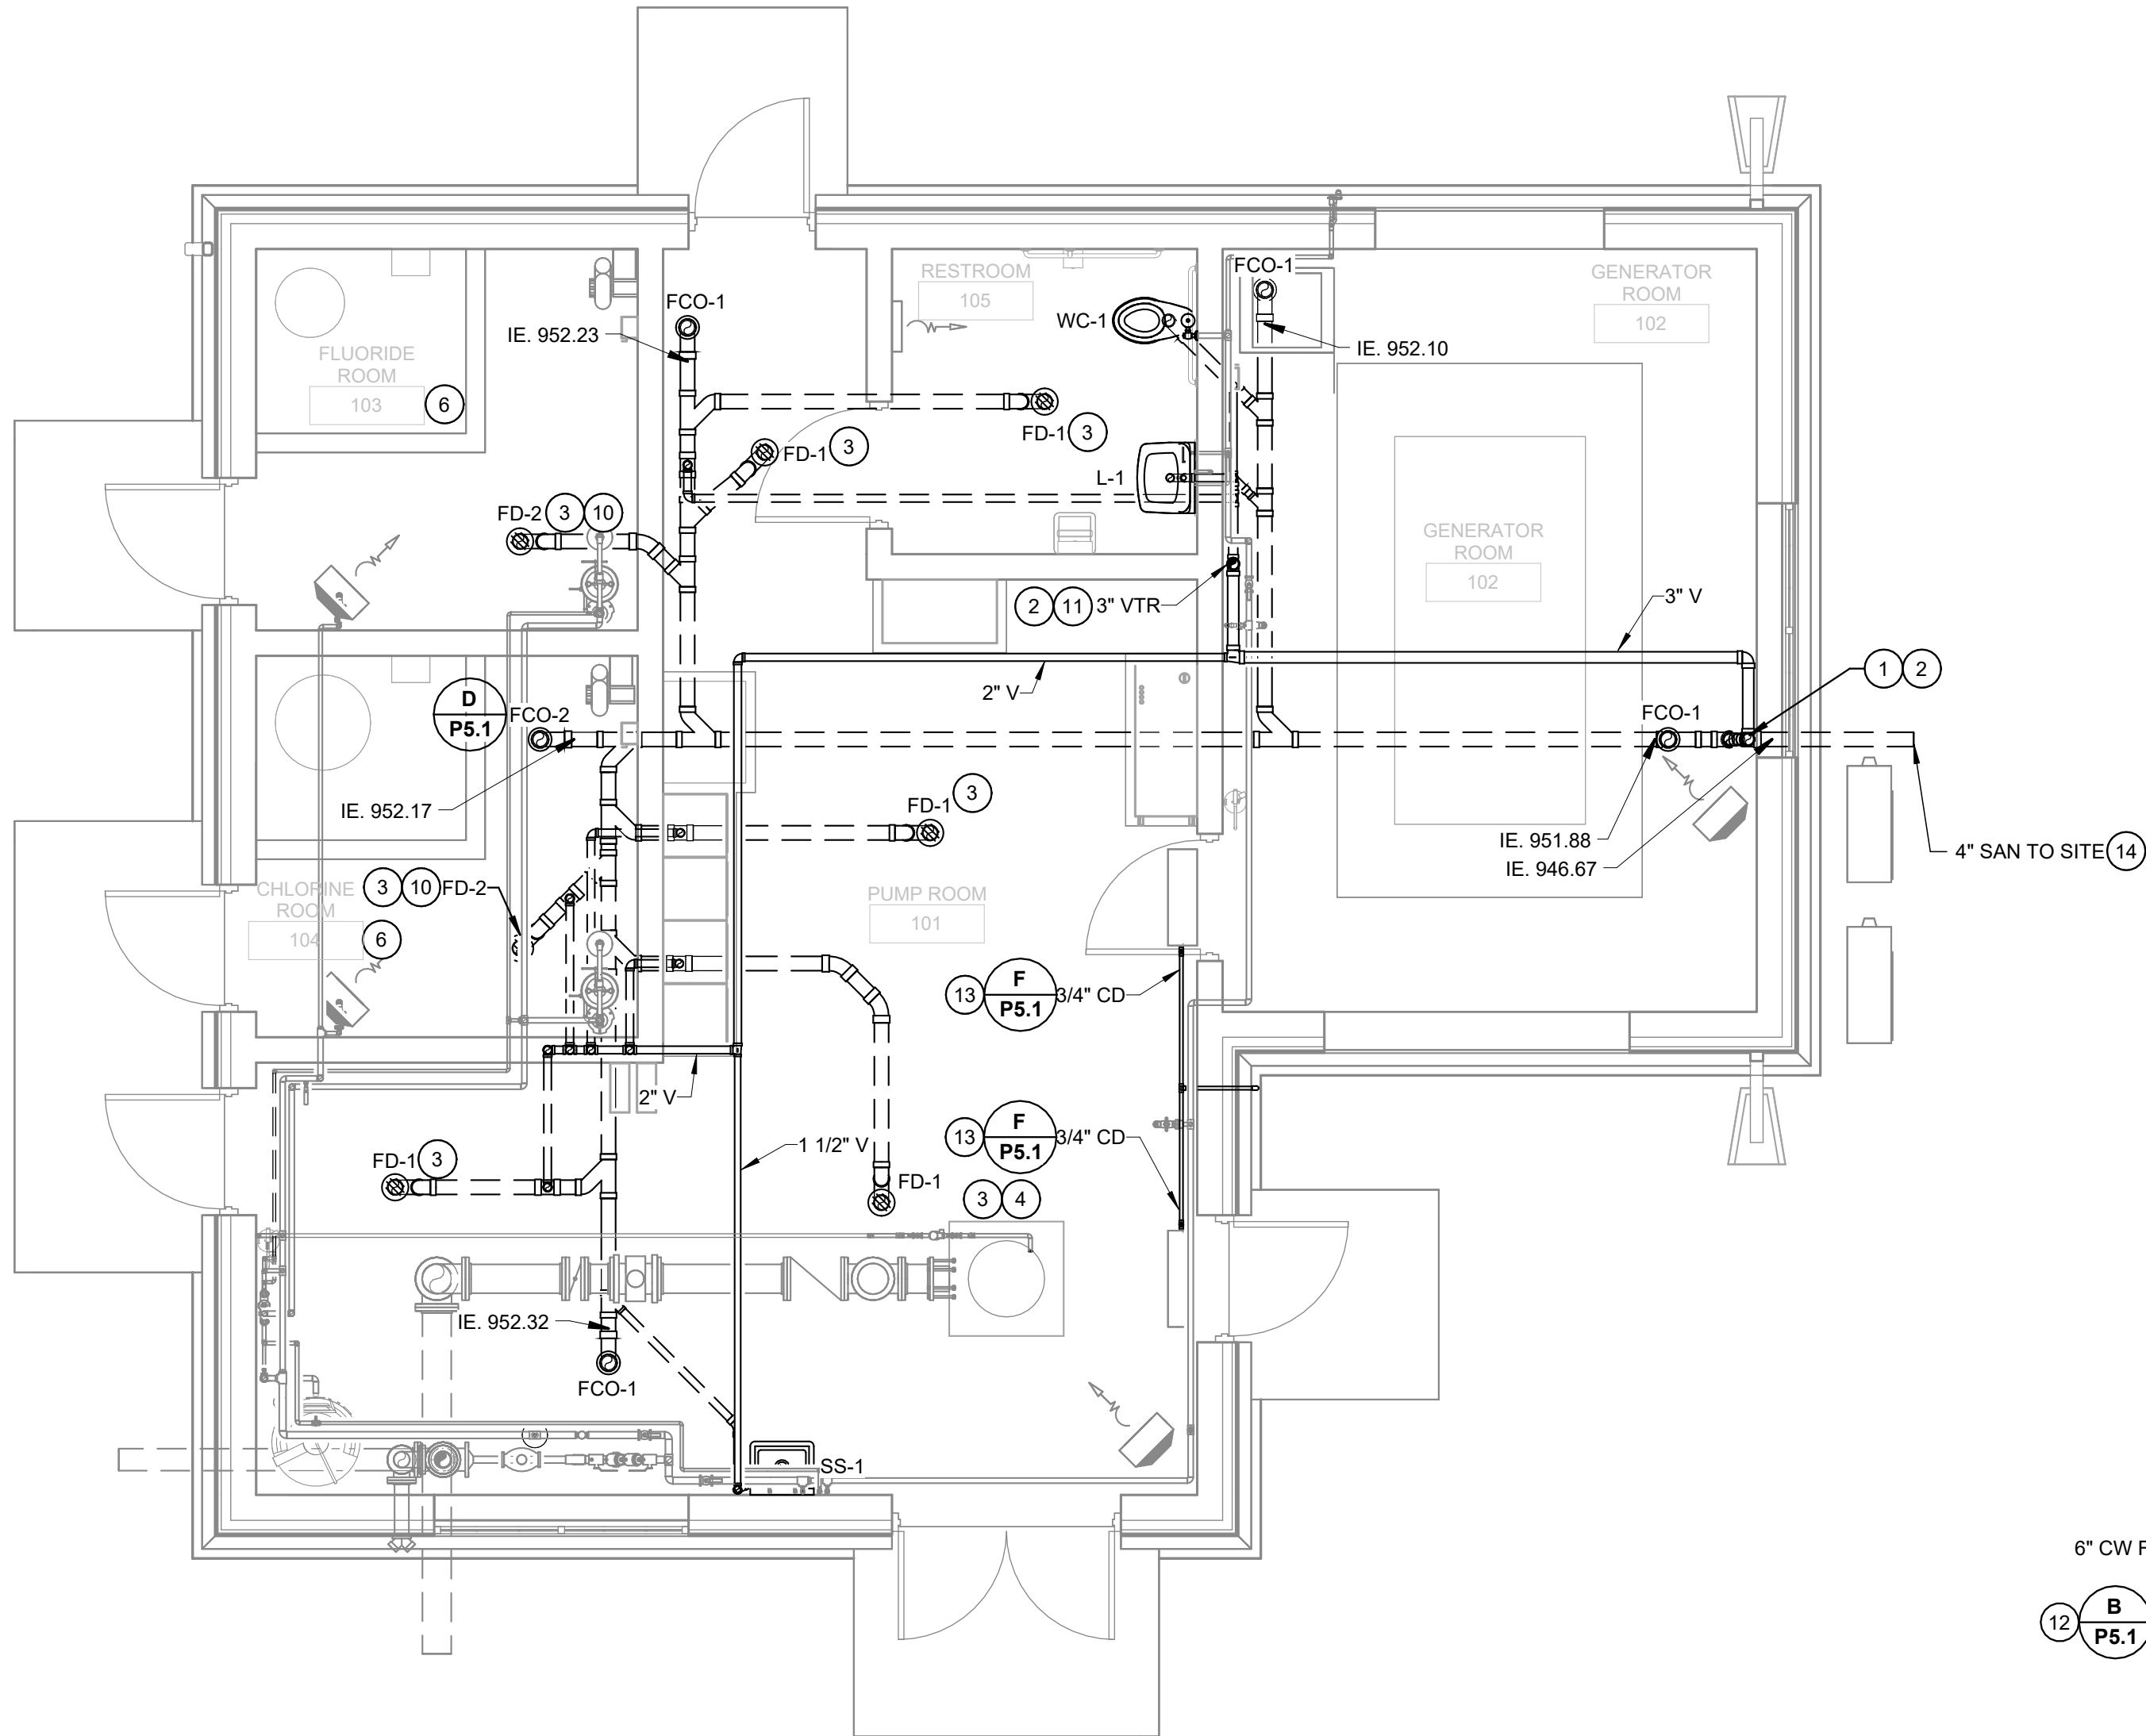 RESTROOM
105
GENERATOR
ROOM
102
FCO-1
FCO-1
WC-1
IE. 952.23
IE. 952.10
FLUORIDE
ROOM
103
6
FD-1 3
FD-1 3
L-1
FD-2 3 10
GENERATOR
ROOM
102
2 11 3" VTR
3" V
1 2
2" V
D
P5.1
FCO-2
FCO-1
IE. 952.17
FD-1 3
IE. 951.88
IE. 946.67
4" SAN TO SITE 14
CHLORINE
ROOM
104
3 10 FD-2
6
PUMP ROOM
101
13
F
P5.1
3/4" CD
2" V
13
F
P5.1
3/4" CD
1 1/2" V
FD-1 3
FD-1
3 4
IE. 952.32
FCO-1
SS-1
6" CW
12
B
P5.1